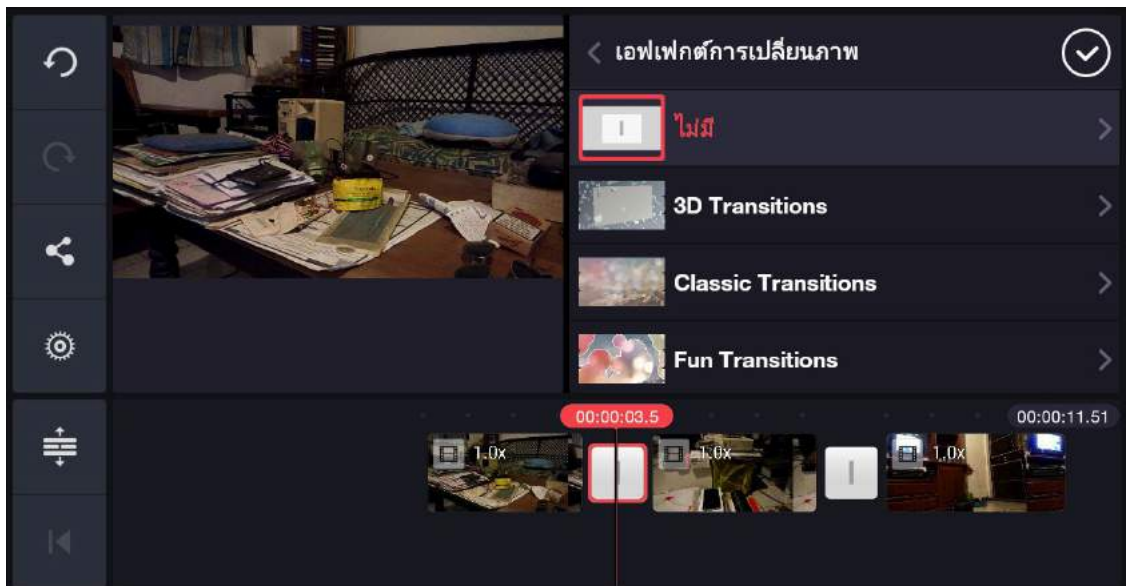 เอฟเฟกต์การเปลี่ยนภาพ
ไม่มี
3D Transitions
Classic Transitions
Fun Transitions
00:00:03.5
00:00:11.51
1.0x
1.0x
1.0x